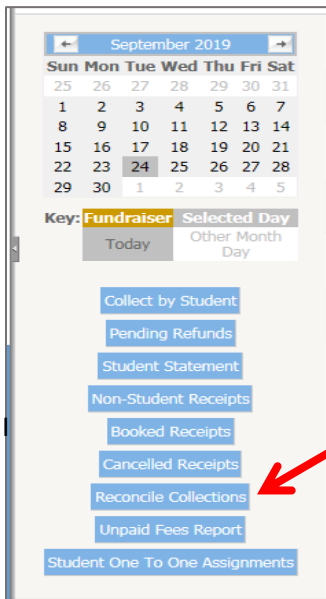 September 2019
Sun Mon Tue Wed Thu Fri Sat
25 26 27 28 29 30 31
1 2 3 4 5 6 7
8 9 10 11 12 13 14
15 16 17 18 19 20 21
22 23 24 25 26 27 28
29 30 1 2 3 4 5
Key: Fundraiser Selected Day
Today Other Month
Day
Collect by Student
Pending Refunds
Student Statement
Non-Student Receipts
Booked Receipts
Cancelled Receipts
Reconcile Collections
Unpaid Fees Report
Student One To One Assignments